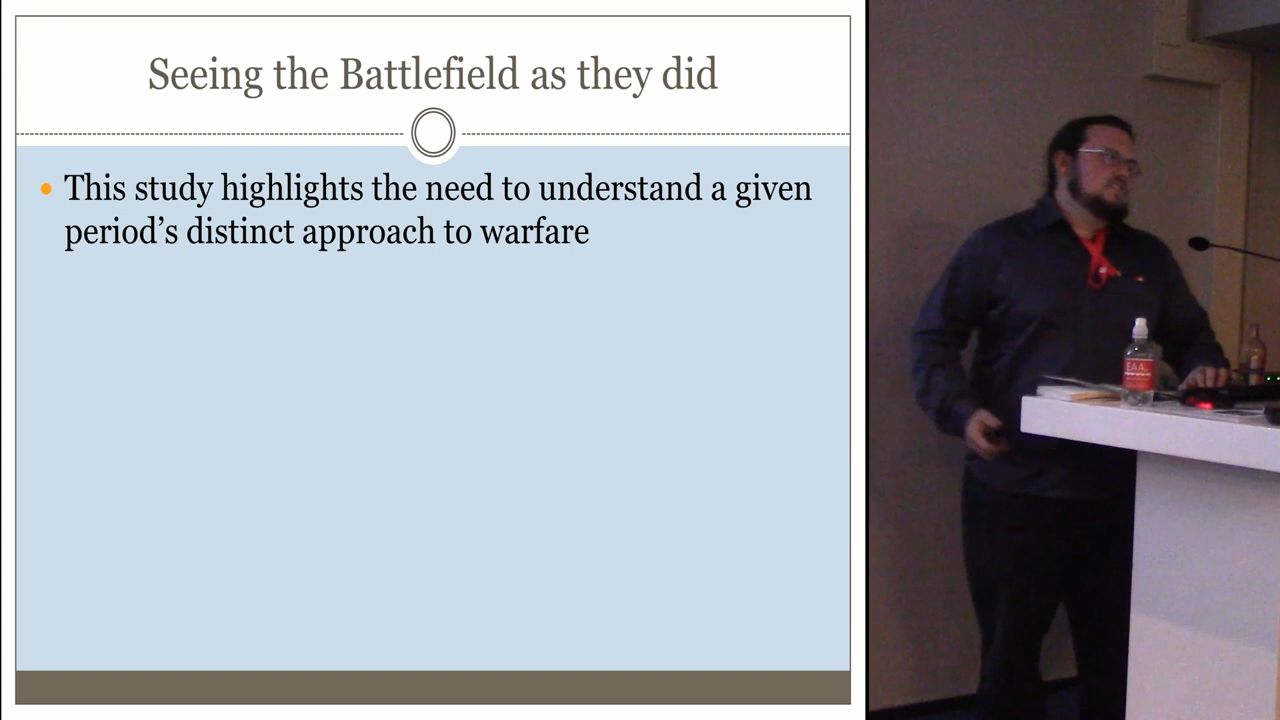 Seeing the Battlefield as they did
• This study highlights the need to understand a given
period’s distinct approach to warfare
EAA